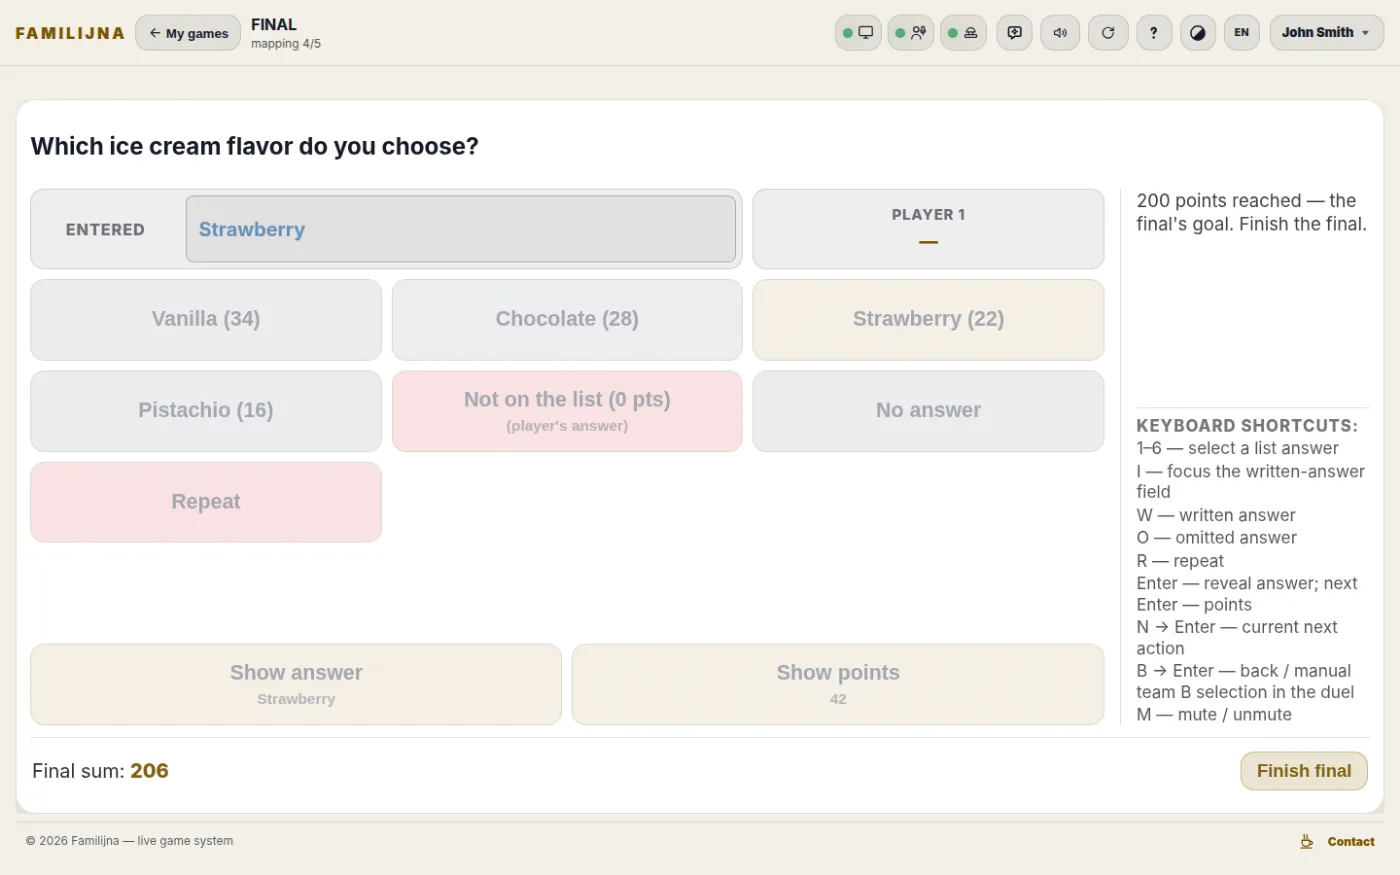 FAMILIJNA
← My games
FINAL
mapping 4/5
?
EN
John Smith
Which ice cream flavor do you choose?
ENTERED
Strawberry
PLAYER 1
—
Vanilla (34)
Chocolate (28)
Strawberry (22)
Pistachio (16)
Not on the list (0 pts)
(player's answer)
No answer
Repeat
Show answer
Strawberry
Show points
42
200 points reached — the
final's goal. Finish the final.
KEYBOARD SHORTCUTS:
1–6 — select a list answer
I — focus the written-answer
field
W — written answer
O — omitted answer
R — repeat
Enter — reveal answer; next
Enter — points
N → Enter — current next
action
B → Enter — back / manual
team B selection in the duel
M — mute / unmute
Final sum: 206
Finish final
© 2026 Familijna — live game system
Contact